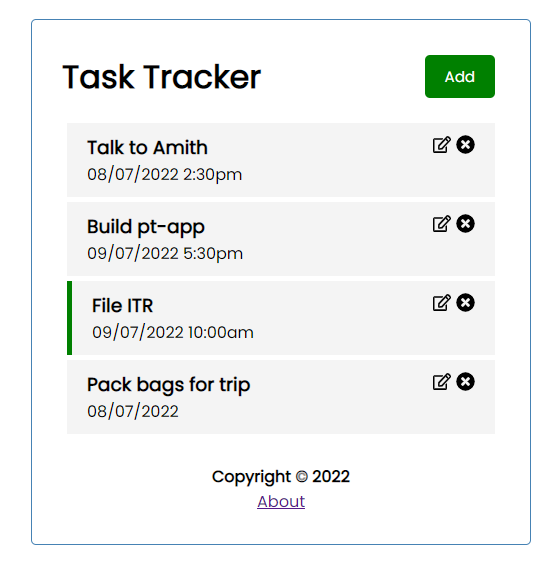 Task Tracker
Add
Talk to Amith
08/07/2022 2:30pm
Build pt-app
09/07/2022 5:30pm
File ITR
09/07/2022 10:00am
Pack bags for trip
08/07/2022
Copyright © 2022
About